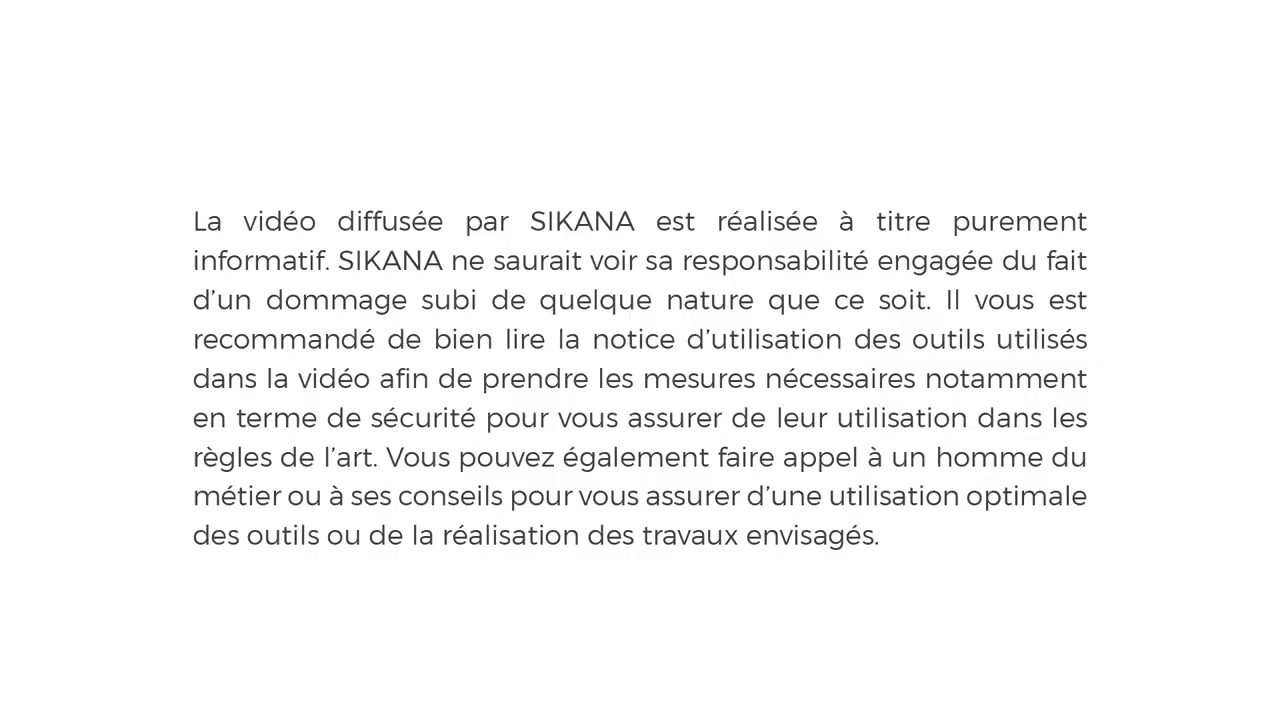 La vidéo diffusée par SIKANA est réalisée à titre purement
informatif. SIKANA ne saurait voir sa responsabilité engagée du fait
d’un dommage subi de quelque nature que ce soit. Il vous est
recommandé de bien lire la notice d’utilisation des outils utilisés
dans la vidéo afin de prendre les mesures nécessaires notamment
en terme de sécurité pour vous assurer de leur utilisation dans les
règles de l’art. Vous pouvez également faire appel à un homme du
métier ou à ses conseils pour vous assurer d’une utilisation optimale
des outils ou de la réalisation des travaux envisagés.